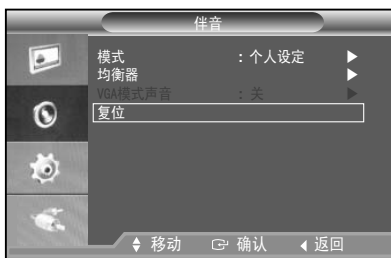 伴音
模式 : 个人设定
均衡器
VGA模式声音 : 关
复位
移动 确认 返回